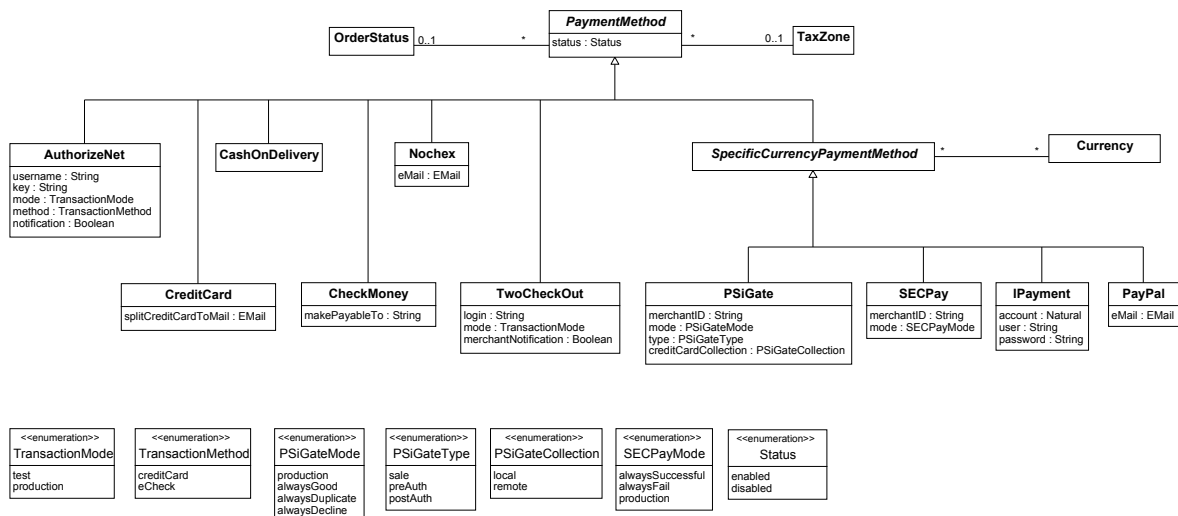 PaymentMethod
status : Status
OrderStatus
0..1
*
*
0..1
TaxZone
AuthorizeNet
username : String
key : String
mode : TransactionMode
method : TransactionMethod
notification : Boolean
CashOnDelivery
Nochex
eMail : EMail
SpecificCurrencyPaymentMethod
*
*
Currency
CreditCard
splitCreditCardToMail : EMail
CheckMoney
makePayableTo : String
TwoCheckOut
login : String
mode : TransactionMode
merchantNotification : Boolean
PSiGate
merchantID : String
mode : PSiGateMode
type : PSiGateType
creditCardCollection : PSiGateCollection
SECPay
merchantID : String
mode : SECPayMode
IPayment
account : Natural
user : String
password : String
PayPal
eMail : EMail
<<enumeration>>
TransactionMode
test
production
<<enumeration>>
TransactionMethod
creditCard
eCheck
<<enumeration>>
PSiGateMode
production
alwaysGood
alwaysDuplicate
alwaysDecline
<<enumeration>>
PSiGateType
sale
preAuth
postAuth
<<enumeration>>
PSiGateCollection
local
remote
<<enumeration>>
SECPayMode
alwaysSuccessful
alwaysFail
production
<<enumeration>>
Status
enabled
disabled